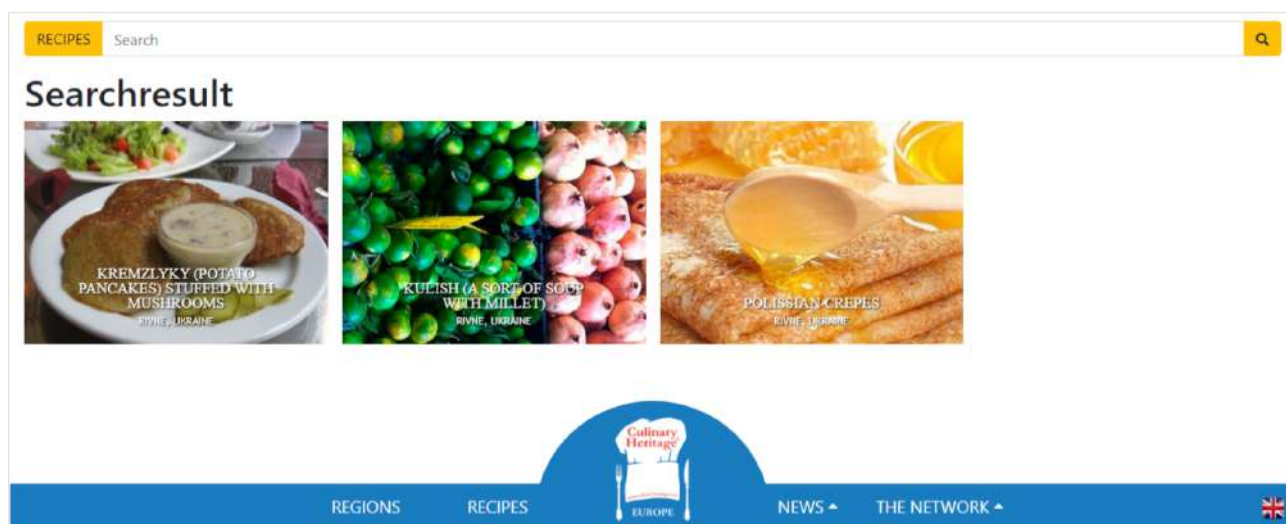 RECIPES Search
Searchresult
KREMZLYKY (POTATO
PANCAKES) STUFFED WITH
MUSHROOMS
RIVNE, UKRAINE
KULISH (A SORT OF SOUP
WITH MILLET)
RIVNE, UKRAINE
POLISSIAN CREPES
RIVNE, UKRAINE
Culinary
Heritage
EUROPE
REGIONS RECIPES NEWS THE NETWORK